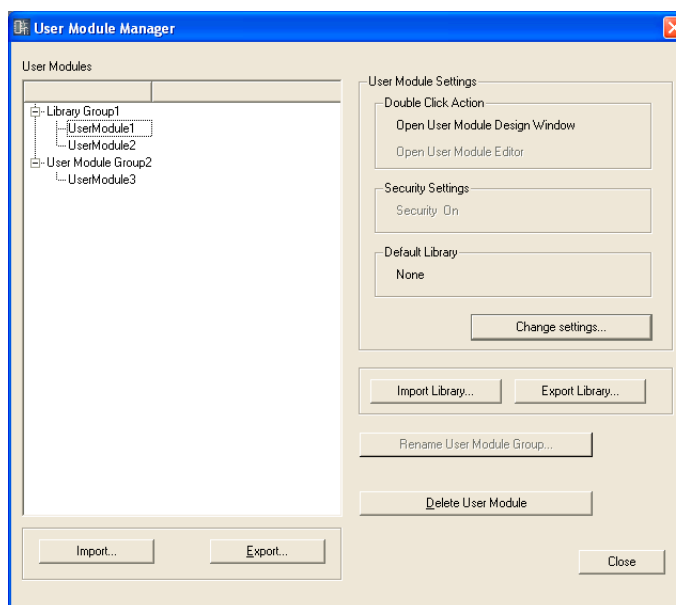 User Module Manager
User Modules
Library Group1
UserModule1
UserModule2
User Module Group2
UserModule3
Import...
Export...
User Module Settings
Double Click Action
Open User Module Design Window
Open User Module Editor
Security Settings
Security On
Default Library
None
Change settings...
Import Library...
Export Library...
Rename User Module Group...
Delete User Module
Close